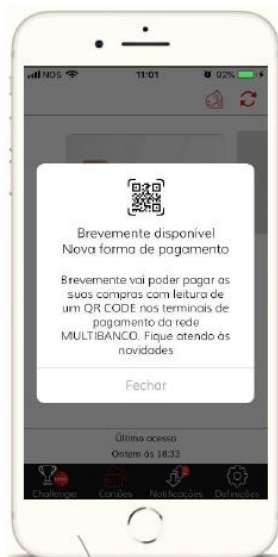 NOS
11:01
92%
Brevemente disponível
Nova forma de pagamento
Brevemente vai poder pagar as
suas compras com leitura de
um QR CODE nos terminais de
pagamento da rede
MULTIBANCO. Fique atendo às
novidades
Fechar
Último acesso
Ontem às 18:33
Challenge Cartões Notificações Definições